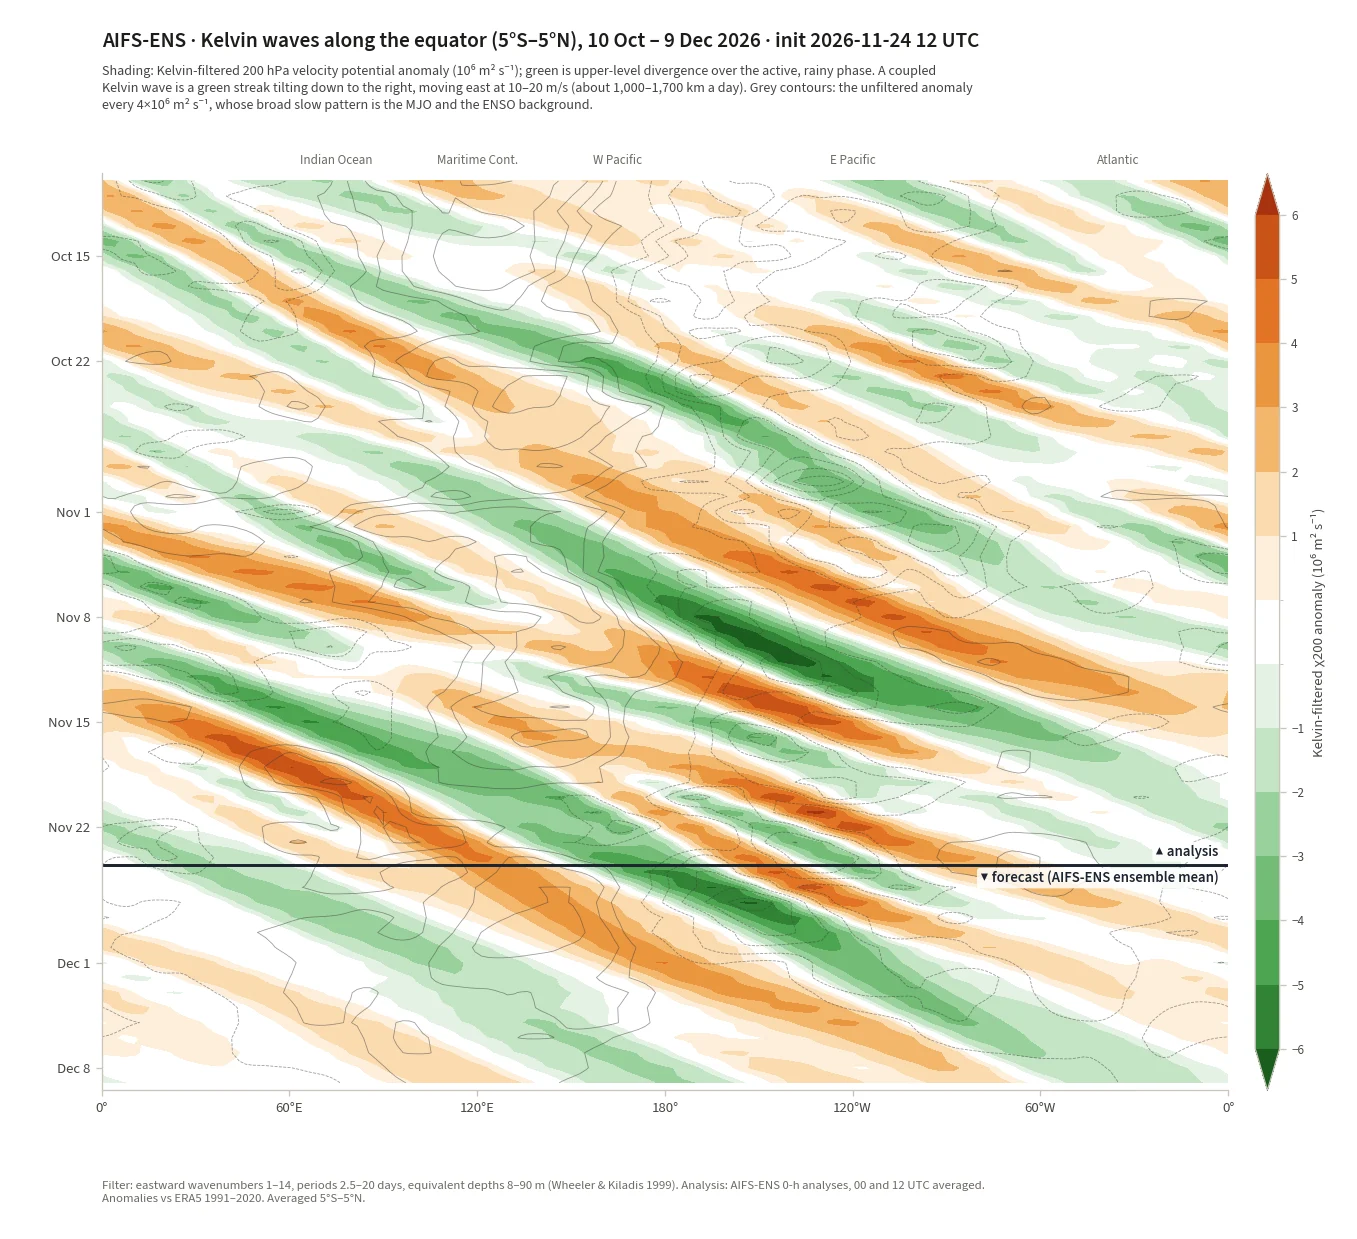 AIFS-ENS · Kelvin waves along the equator (5°S–5°N), 10 Oct – 9 Dec 2026 · init 2026-11-24 12 UTC
Shading: Kelvin-filtered 200 hPa velocity potential anomaly (10⁶ m² s⁻¹); green is upper-level divergence over the active, rainy phase. A coupled
Kelvin wave is a green streak tilting down to the right, moving east at 10–20 m/s (about 1,000–1,700 km a day). Grey contours: the unfiltered anomaly
every 4×10⁶ m² s⁻¹, whose broad slow pattern is the MJO and the ENSO background.
Indian Ocean
Maritime Cont.
W Pacific
E Pacific
Atlantic
Oct 15
Oct 22
Nov 1
Nov 8
Nov 15
Nov 22
Dec 1
Dec 8
▲ analysis
▼ forecast (AIFS-ENS ensemble mean)
0°
60°E
120°E
180°
120°W
60°W
0°
6
5
4
3
2
1
−1
−2
−3
−4
−5
−6
Kelvin-filtered χ200 anomaly (10⁶ m² s⁻¹)
Filter: eastward wavenumbers 1–14, periods 2.5–20 days, equivalent depths 8–90 m (Wheeler & Kiladis 1999). Analysis: AIFS-ENS 0-h analyses, 00 and 12 UTC averaged.
Anomalies vs ERA5 1991–2020. Averaged 5°S–5°N.